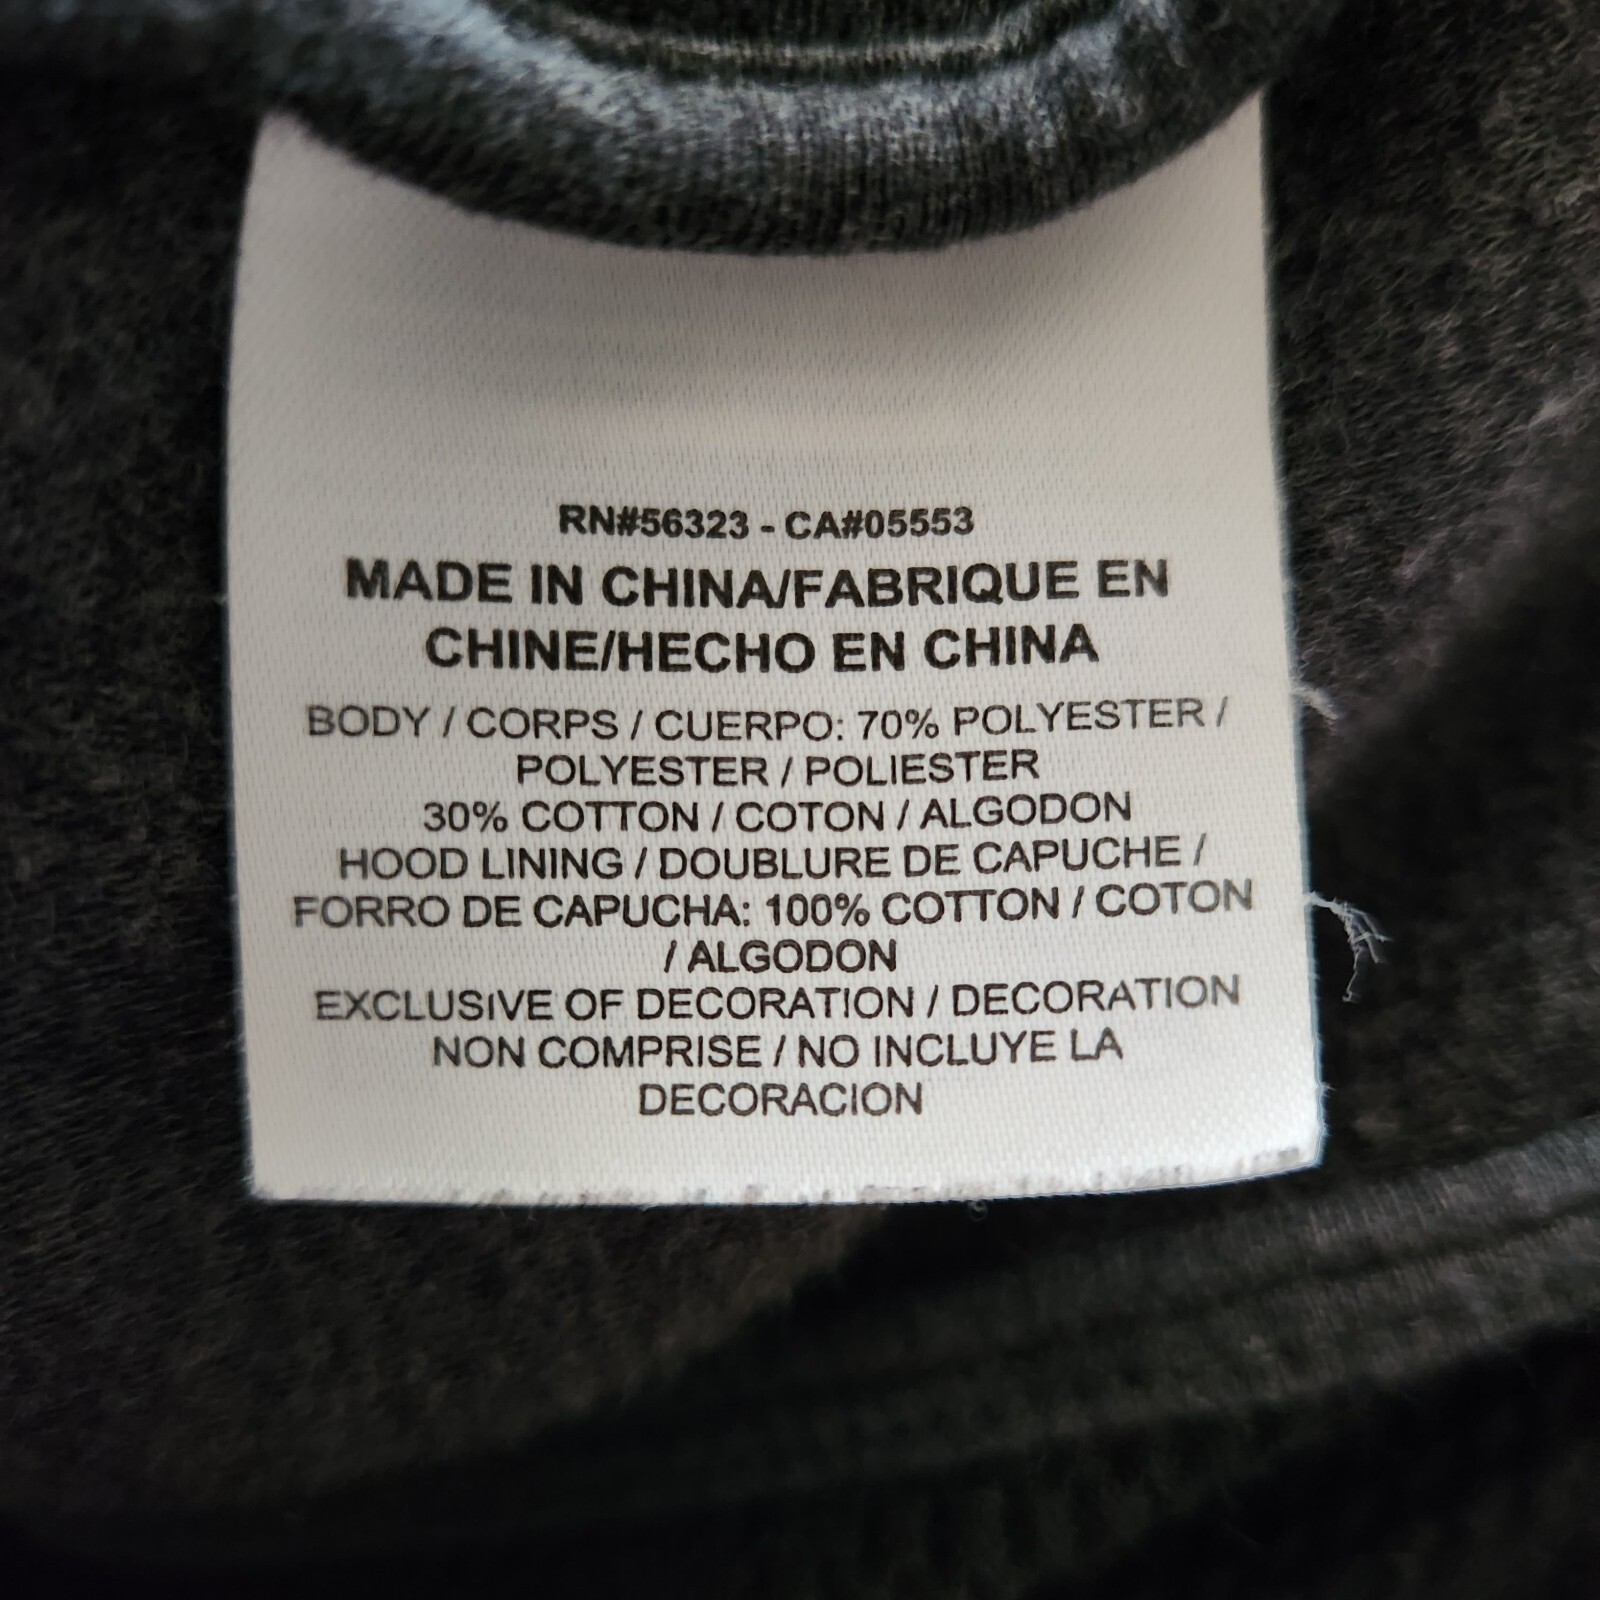 RN#56323 - CA#05553
MADE IN CHINA/FABRIQUE EN
CHINE/HECHO EN CHINA
BODY / CORPS / CUERPO: 70% POLYESTER /
POLYESTER / POLIESTER
30% COTTON / COTON / ALGODON
HOOD LINING / DOUBLURE DE CAPUCHE /
FORRO DE CAPUCHA: 100% COTTON / COTON
/ ALGODON
EXCLUSIVE OF DECORATION / DECORATION
NON COMPRISE / NO INCLUYE LA
DECORACION